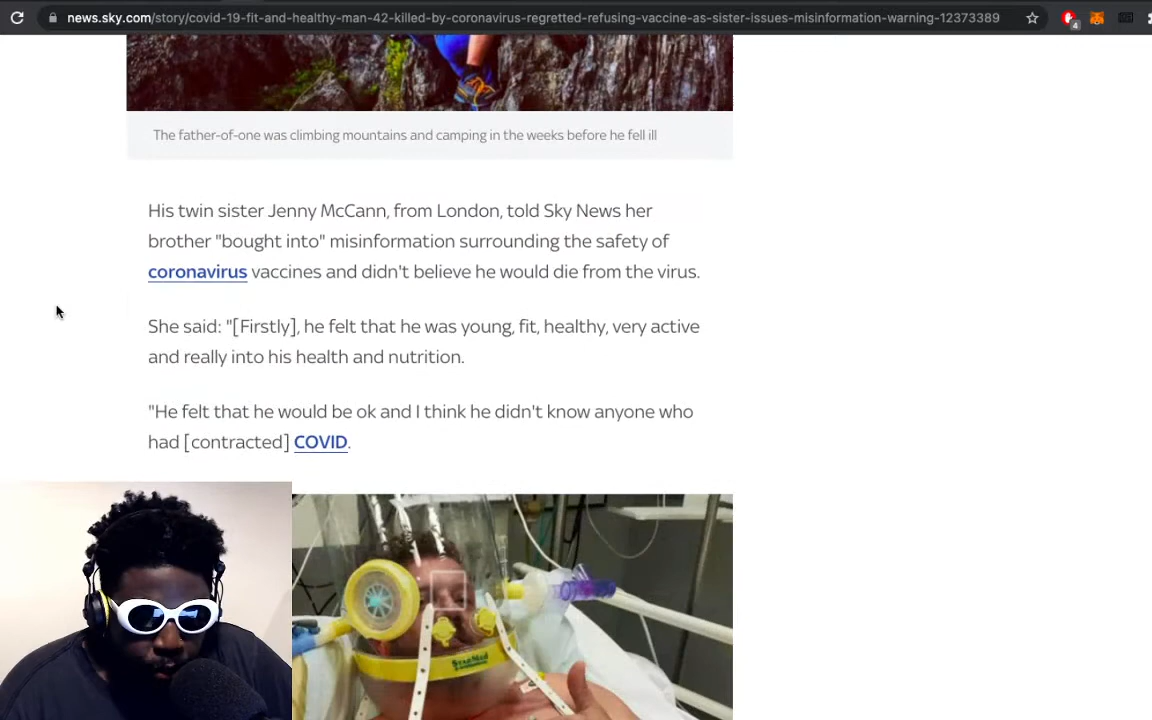 news.sky.com/story/covid-19-fit-and-healthy-man-42-killed-by-coronavirus-regretted-refusing-vaccine-as-sister-issues-misinformation-warning-12373389
4
The father-of-one was climbing mountains and camping in the weeks before he fell ill
His twin sister Jenny McCann, from London, told Sky News her
brother "bought into" misinformation surrounding the safety of
coronavirus vaccines and didn't believe he would die from the virus.
She said: "[Firstly], he felt that he was young, fit, healthy, very active
and really into his health and nutrition.
"He felt that he would be ok and I think he didn't know anyone who
had [contracted] COVID.
StarMed